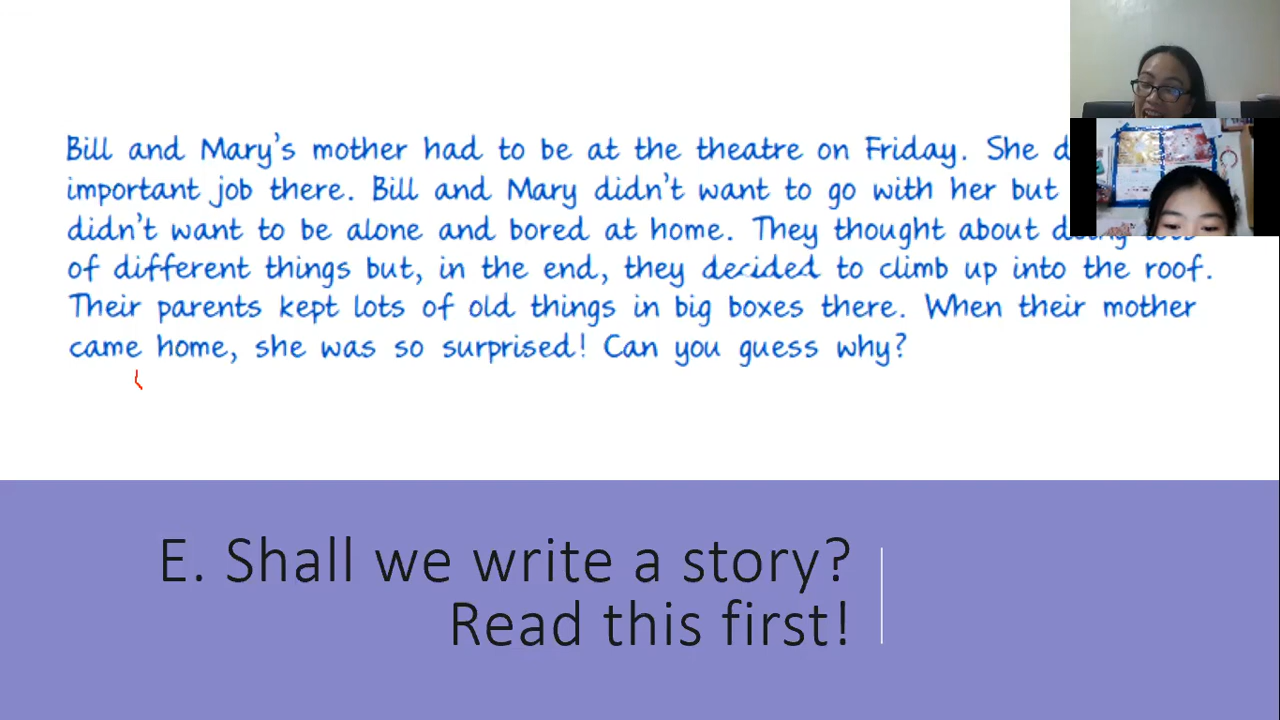 Bill and Mary's mother had to be at the theatre on Friday. She
important job there. Bill and Mary didn't want to go with her but
didn't want to be alone and bored at home. They thought about
of different things but, in the end, they decided to climb up into the roof.
Their parents kept lots of old things in big boxes there. When their mother
came home, she was so surprised! Can you guess why?
E. Shall we write a story?
Read this first!